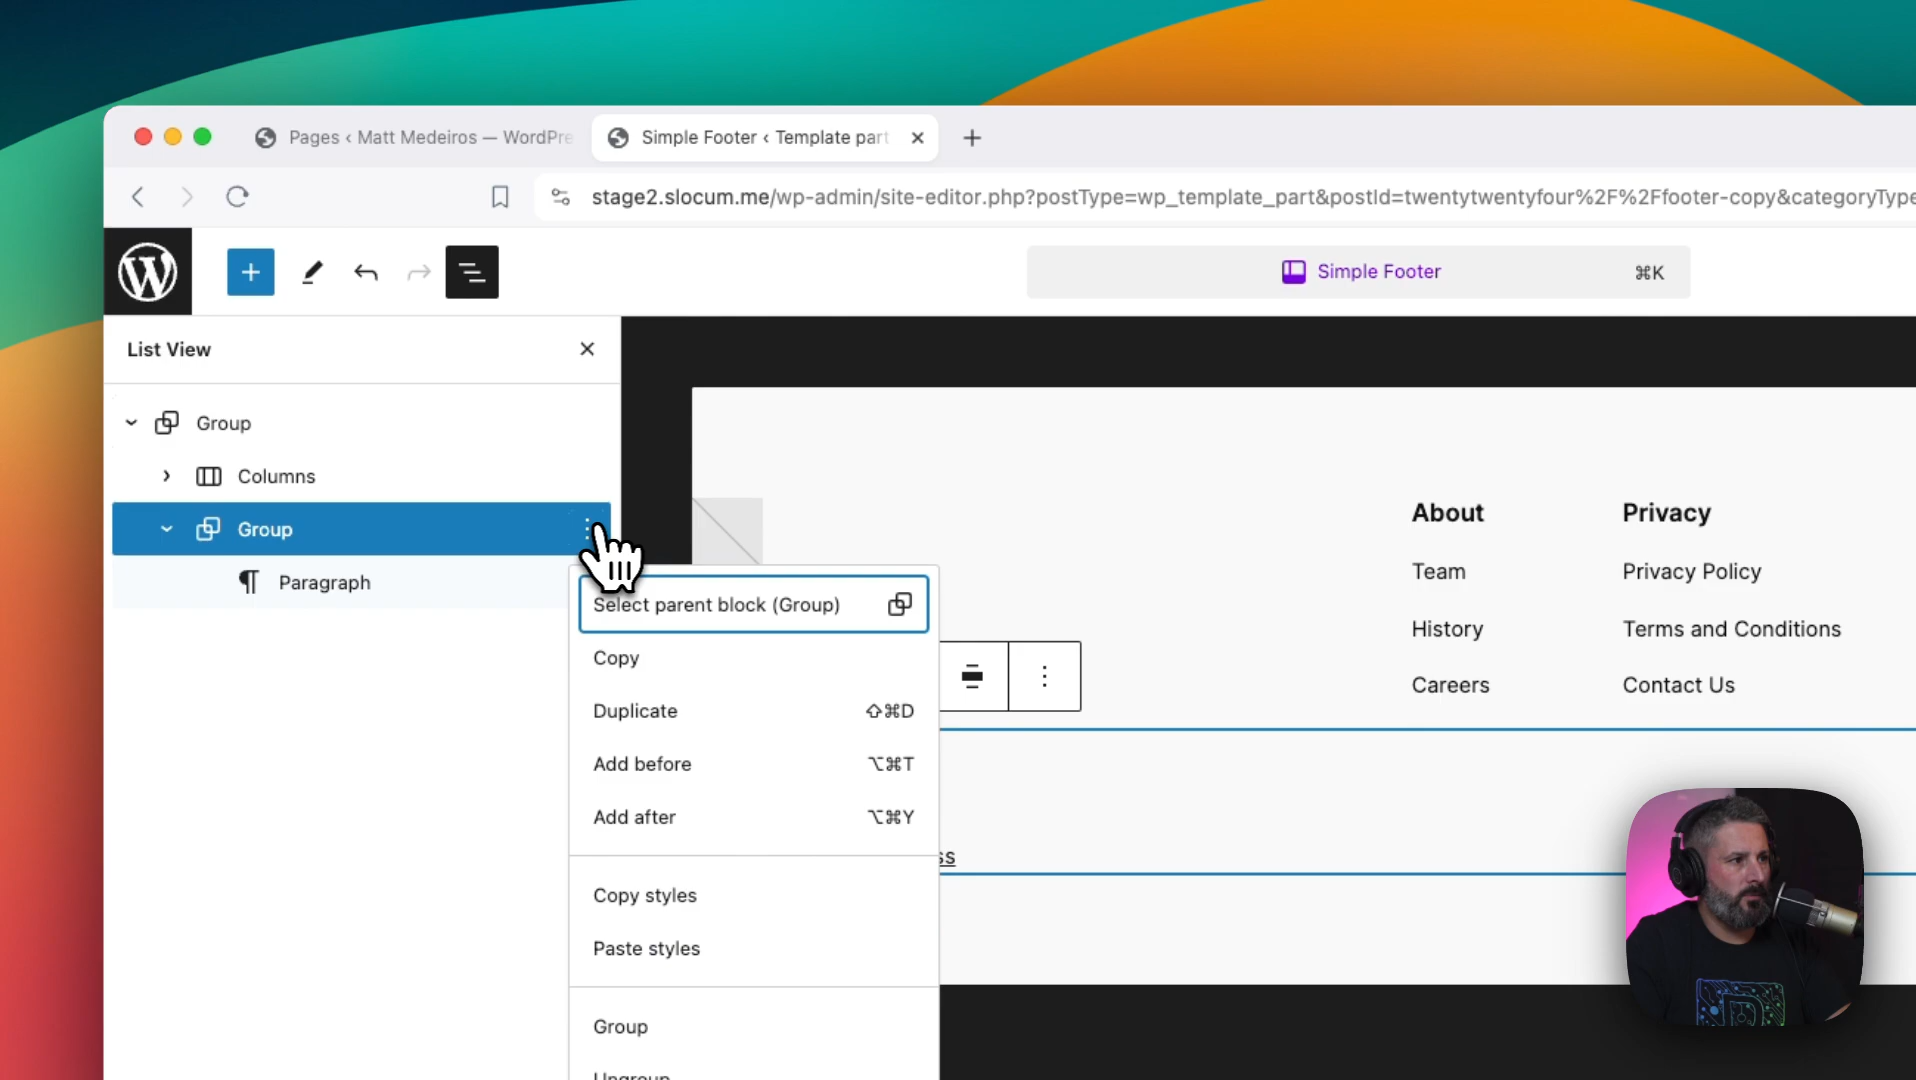 Pages ‹ Matt Medeiros — WordPre
Simple Footer ‹ Template part
stage2.slocum.me/wp-admin/site-editor.php?postType=wp_template_part&postId=twentytwentyfour%2F%2Ffooter-copy&categoryType
Simple Footer ⌘K
List View
Group
Columns
Group
Paragraph
Select parent block (Group)
Copy
Duplicate ⇧⌘D
Add before ⌥⌘T
Add after ⌥⌘Y
Copy styles
Paste styles
Group
Ungroup
About
Team
History
Careers
Privacy
Privacy Policy
Terms and Conditions
Contact Us
ss